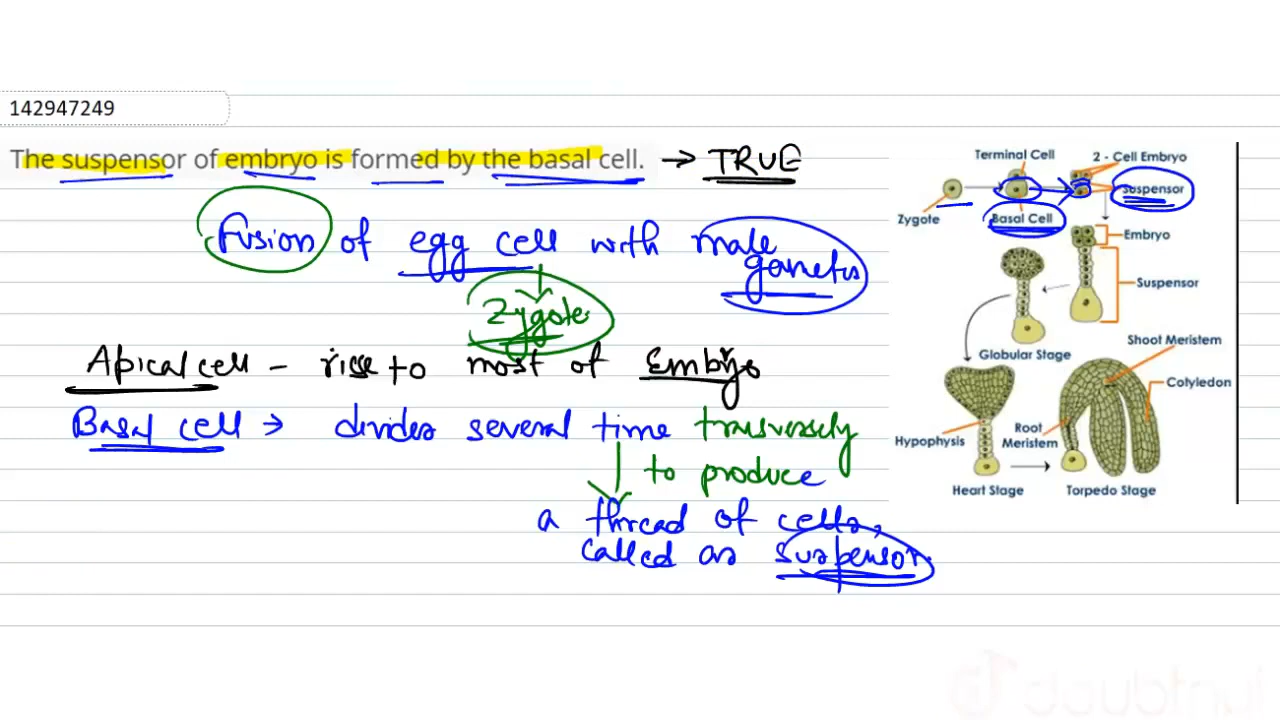 142947249
The suspensor of embryo is formed by the basal cell. → TRUE
Fusion of egg cell with male gametes
Zygote
Apical cell - rise to most of Embryo
Basal cell → divides several time transversely
to produce
a thread of cells,
called as suspensor.
Terminal Cell
2 - Cell Embryo
Suspensor
Zygote
Basal Cell
Embryo
Suspensor
Globular Stage
Shoot Meristem
Cotyledon
Hypophysis
Root
Meristem
Heart Stage
Torpedo Stage
doubtnut